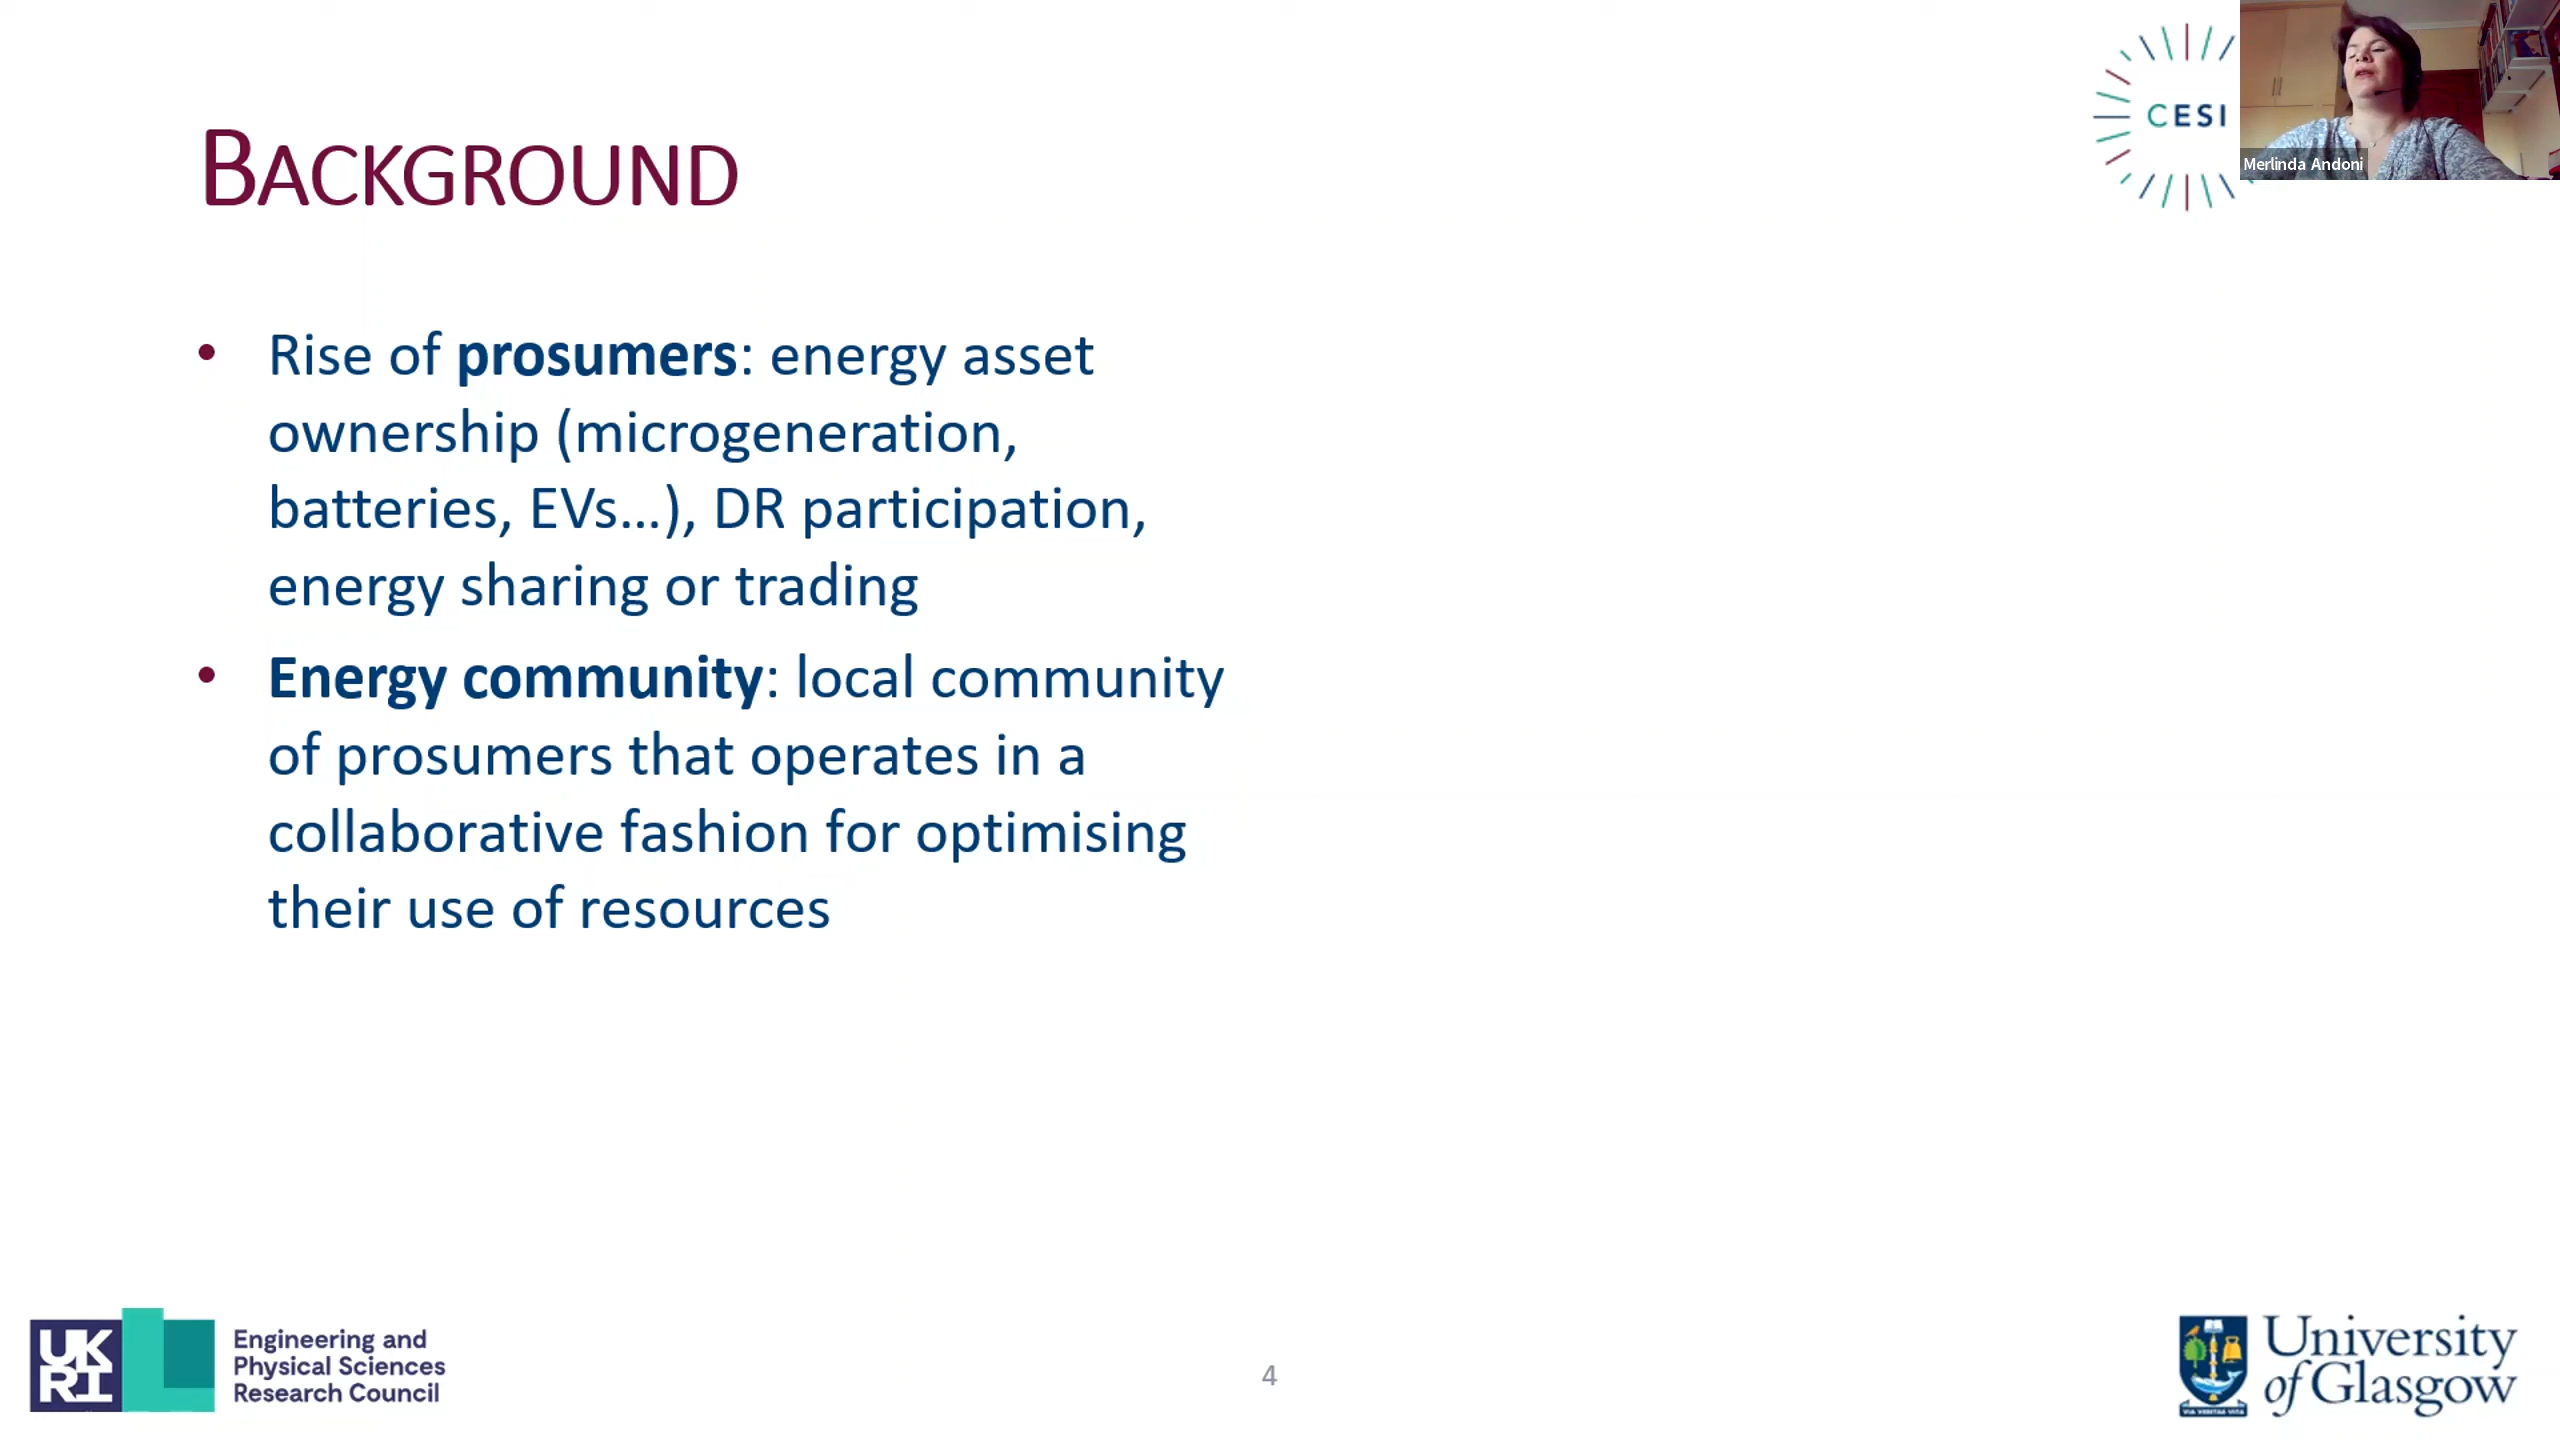 BACKGROUND
CESI
Merlinda Andoni
• Rise of prosumers: energy asset
ownership (microgeneration,
batteries, EVs...), DR participation,
energy sharing or trading
• Energy community: local community
of prosumers that operates in a
collaborative fashion for optimising
their use of resources
UK
RI
Engineering and
Physical Sciences
Research Council
4
University
of Glasgow